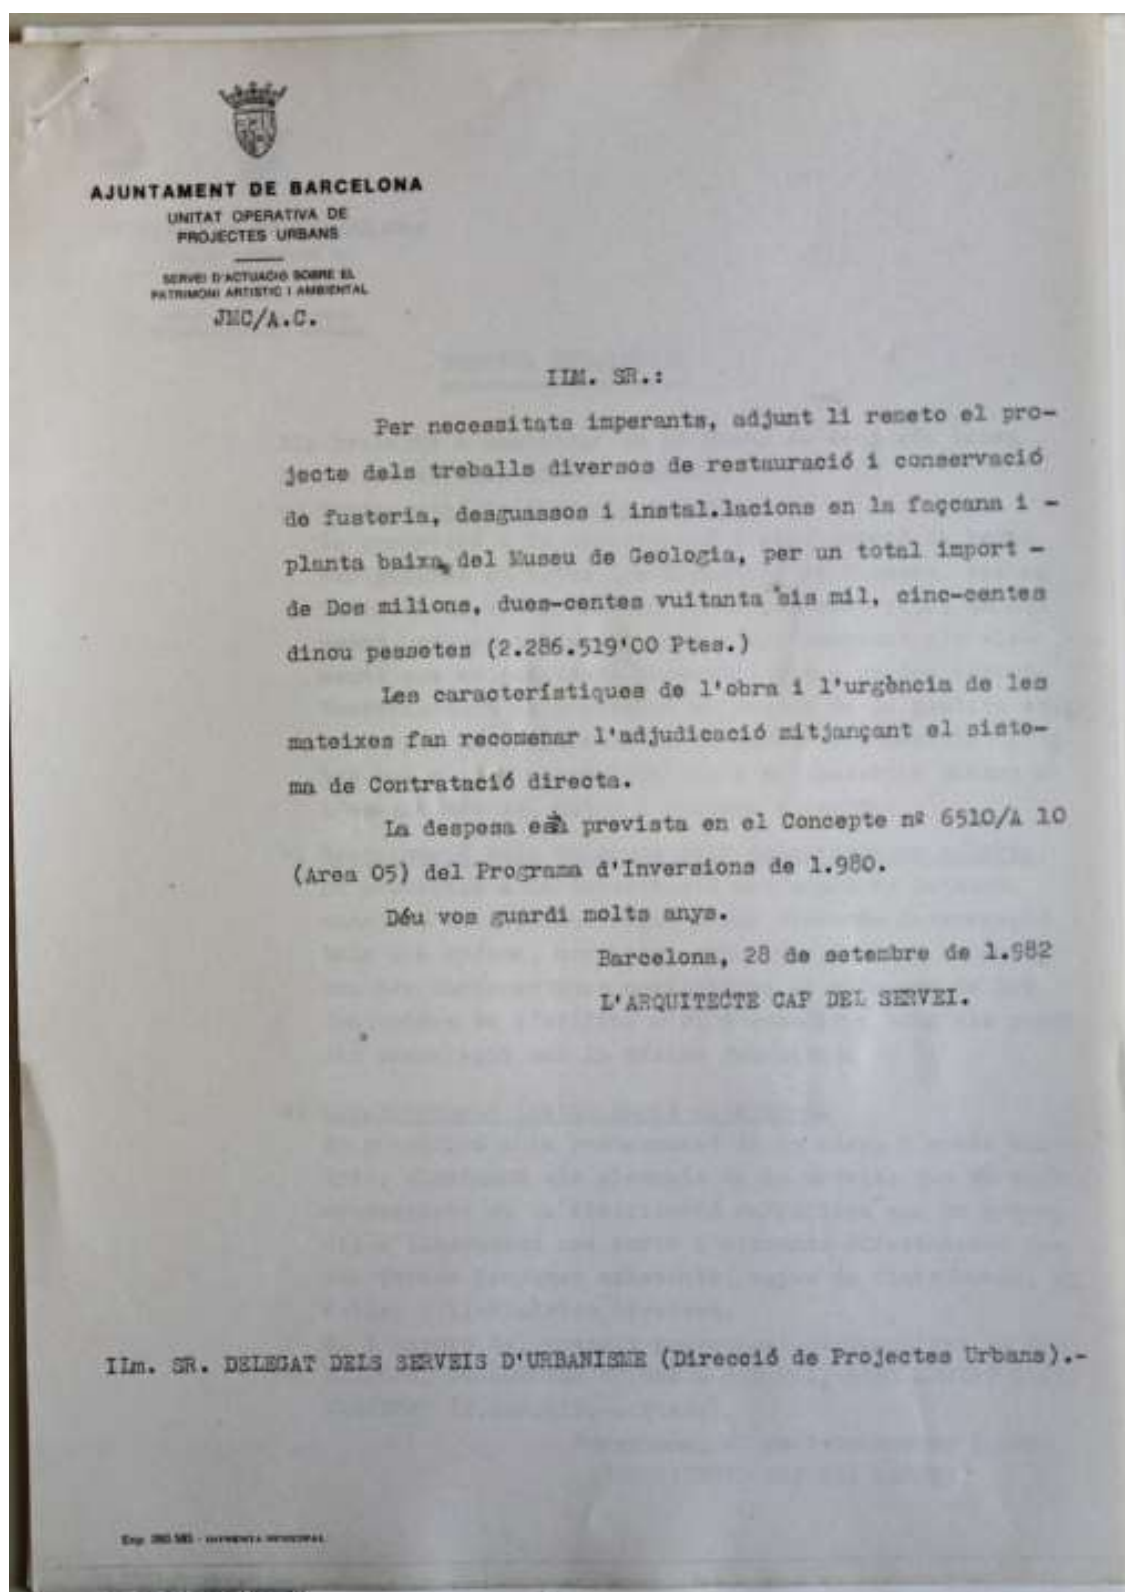 AJUNTAMENT DE BARCELONA
UNITAT OPERATIVA DE
PROJECTES URBANS
SERVEI D'ACTUACIÓ SOBRE EL
PATRIMONI ARTISTIC I AMBIENTAL
JMC/A.C.
IIM. SR.:
Per necessitats imperants, adjunt li remeto el pro-
jecte dels treballs diversos de restauració i conservació
de fusteria, desguassos i instal.lacions en la façcana i -
planta baixa, del Museu de Geologia, per un total import -
de Dos milions, dues-centes vuitanta sis mil, cinc-centes
dinou pessetes (2.286.519'00 Ptes.)
Les característiques de l'obra i l'urgència de les
mateixes fan recomenar l'adjudicació mitjançant el siste-
ma de Contratació directa.
La despesa està prevista en el Concepte nº 6510/A 10
(Area 05) del Programa d'Inversions de 1.980.
Déu vos guardi molts anys.
Barcelona, 28 de setembre de 1.982
L'ARQUITECTE CAP DEL SERVEI.
IIm. SR. DELEGAT DELS SERVEIS D'URBANISME (Direcció de Projectes Urbans).-
IMPREMTA MUNICIPAL